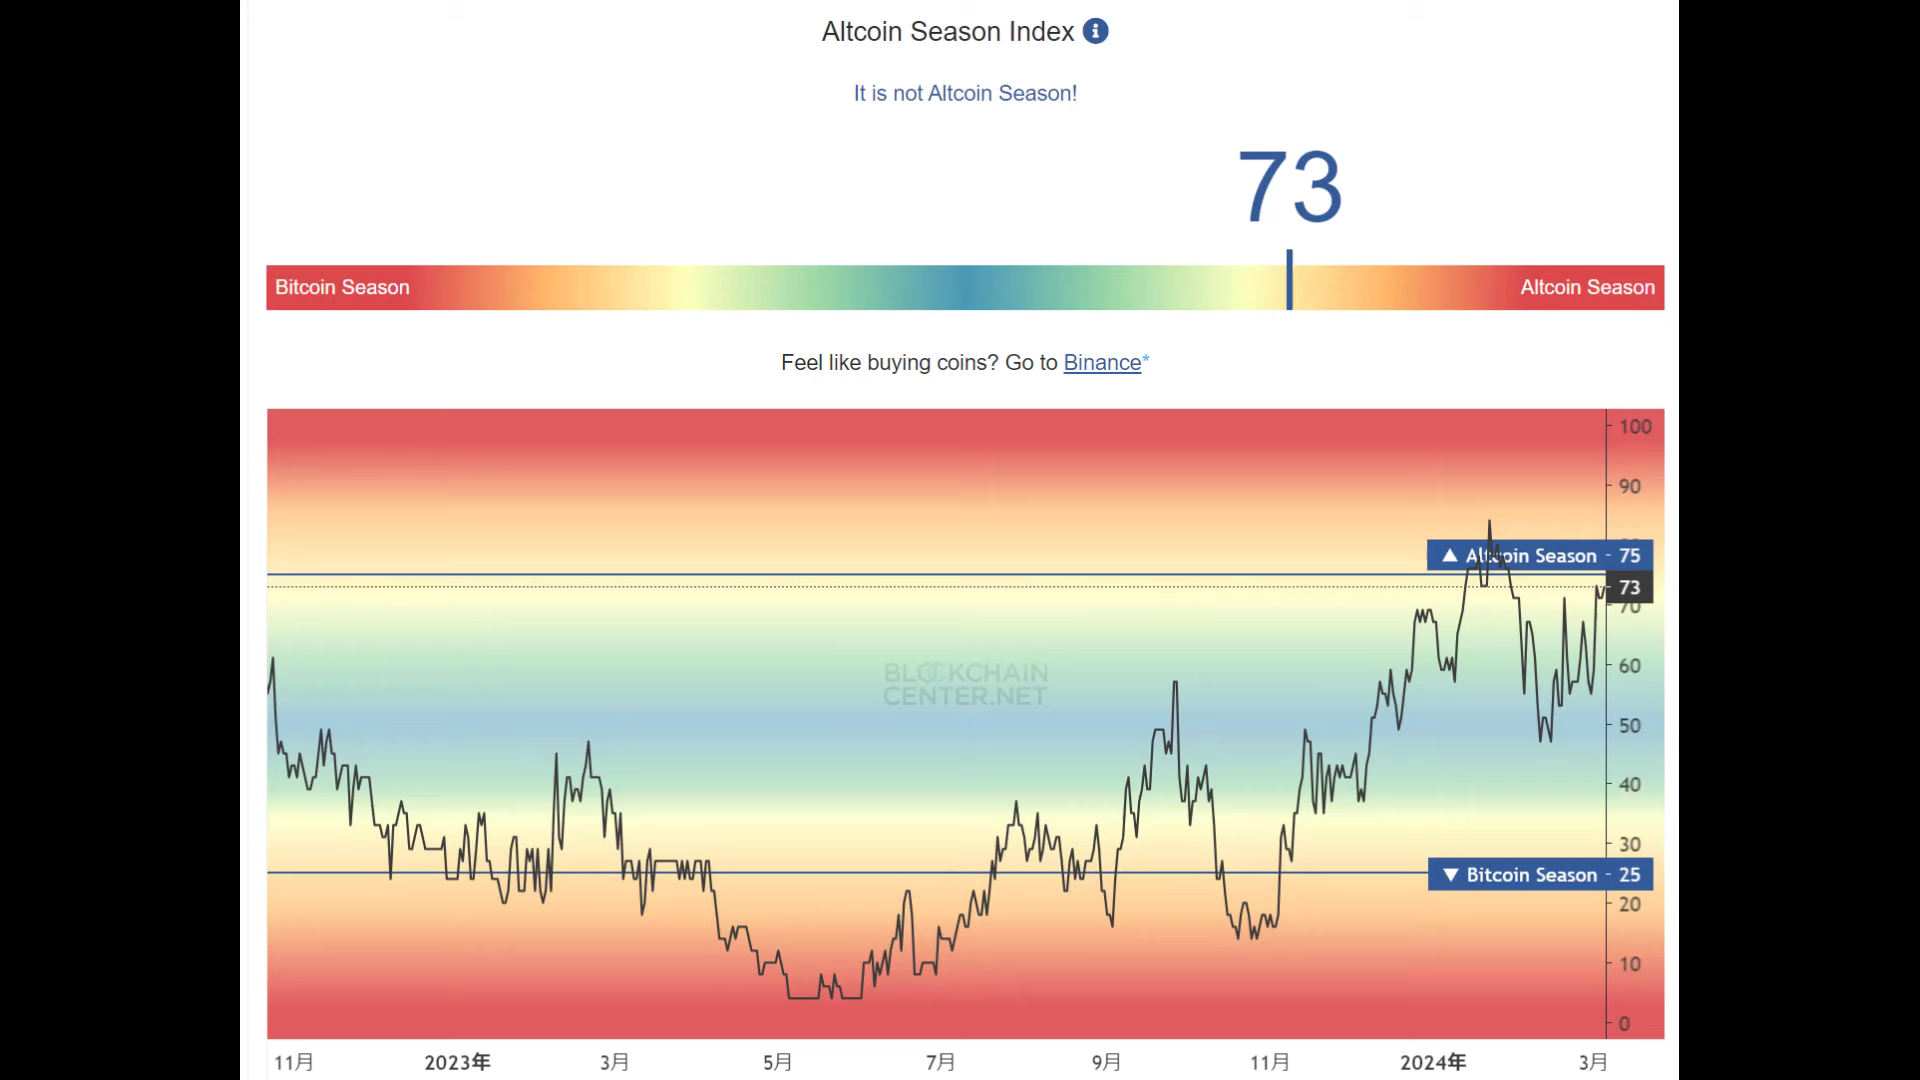 Altcoin Season Index
It is not Altcoin Season!
73
Bitcoin Season
Altcoin Season
Feel like buying coins? Go to Binance*
100
90
▲ Altcoin Season - 75
73
70
60
BLOCKCHAIN
CENTER.NET
50
40
30
▼ Bitcoin Season - 25
20
10
0
11月 2023年 3月 5月 7月 9月 11月 2024年 3月